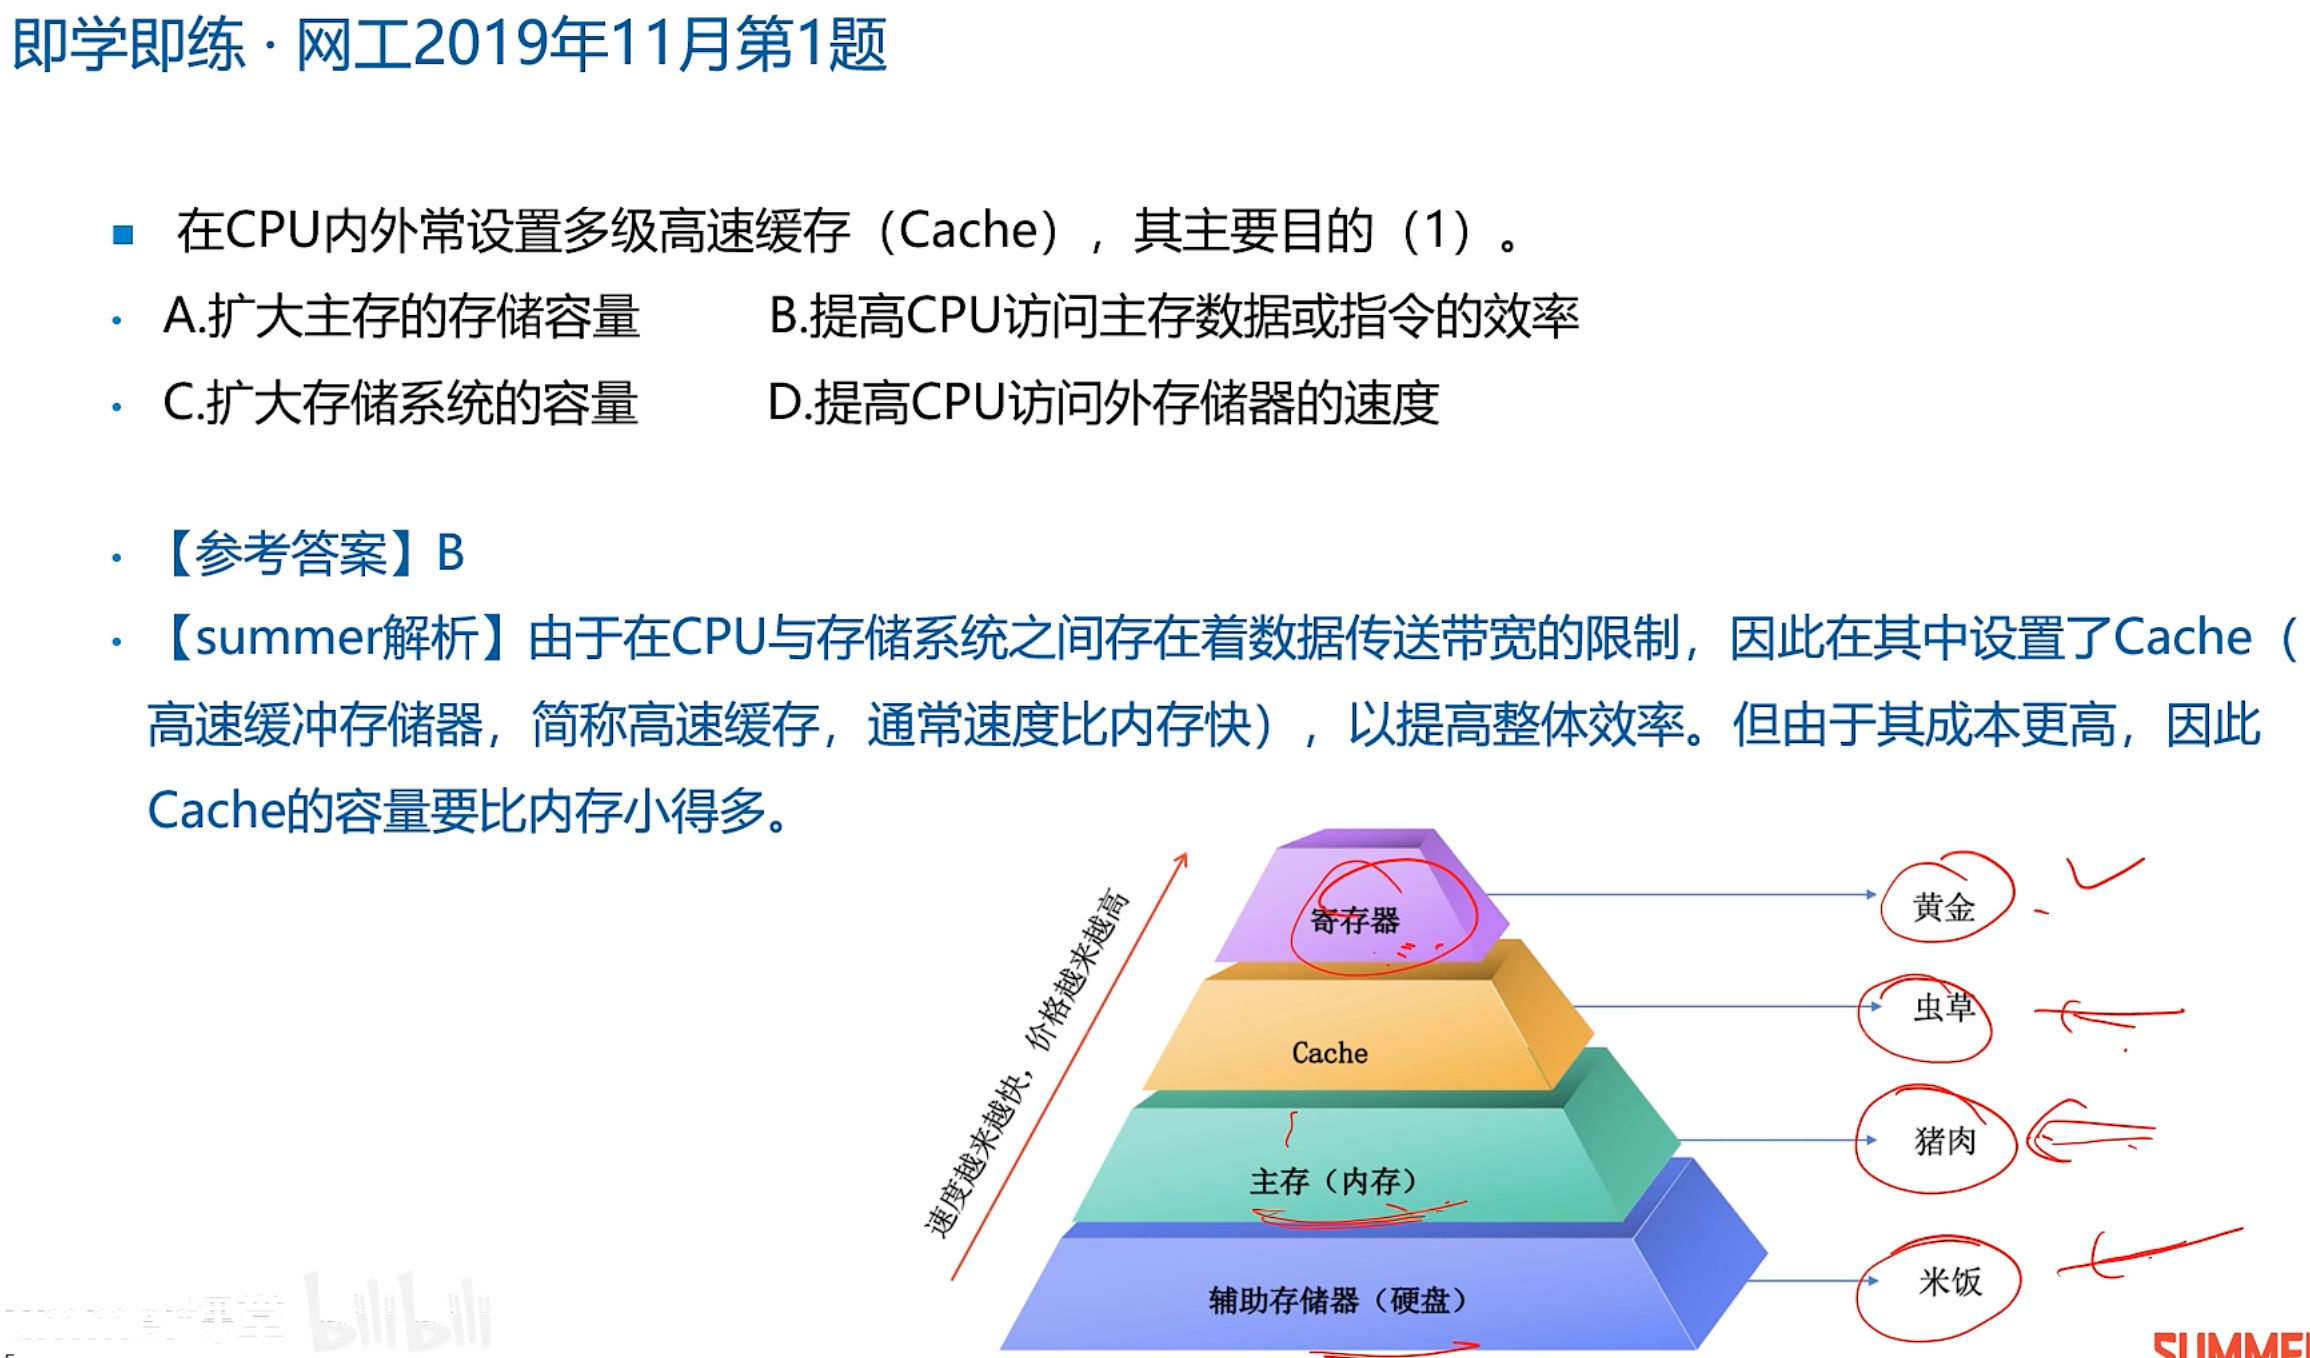 即学即练 · 网工2019年11月第1题
■ 在CPU内外常设置多级高速缓存（Cache），其主要目的（1）。
• A.扩大主存的存储容量 B.提高CPU访问主存数据或指令的效率
• C.扩大存储系统的容量 D.提高CPU访问外存储器的速度
• 【参考答案】B
• 【summer解析】由于在CPU与存储系统之间存在着数据传送带宽的限制，因此在其中设置了Cache（
高速缓冲存储器，简称高速缓存，通常速度比内存快），以提高整体效率。但由于其成本更高，因此
Cache的容量要比内存小得多。
速度越来越快，价格越来越高
寄存器
黄金
Cache
虫草
主存（内存）
猪肉
辅助存储器（硬盘）
米饭
bilibili
SUMME